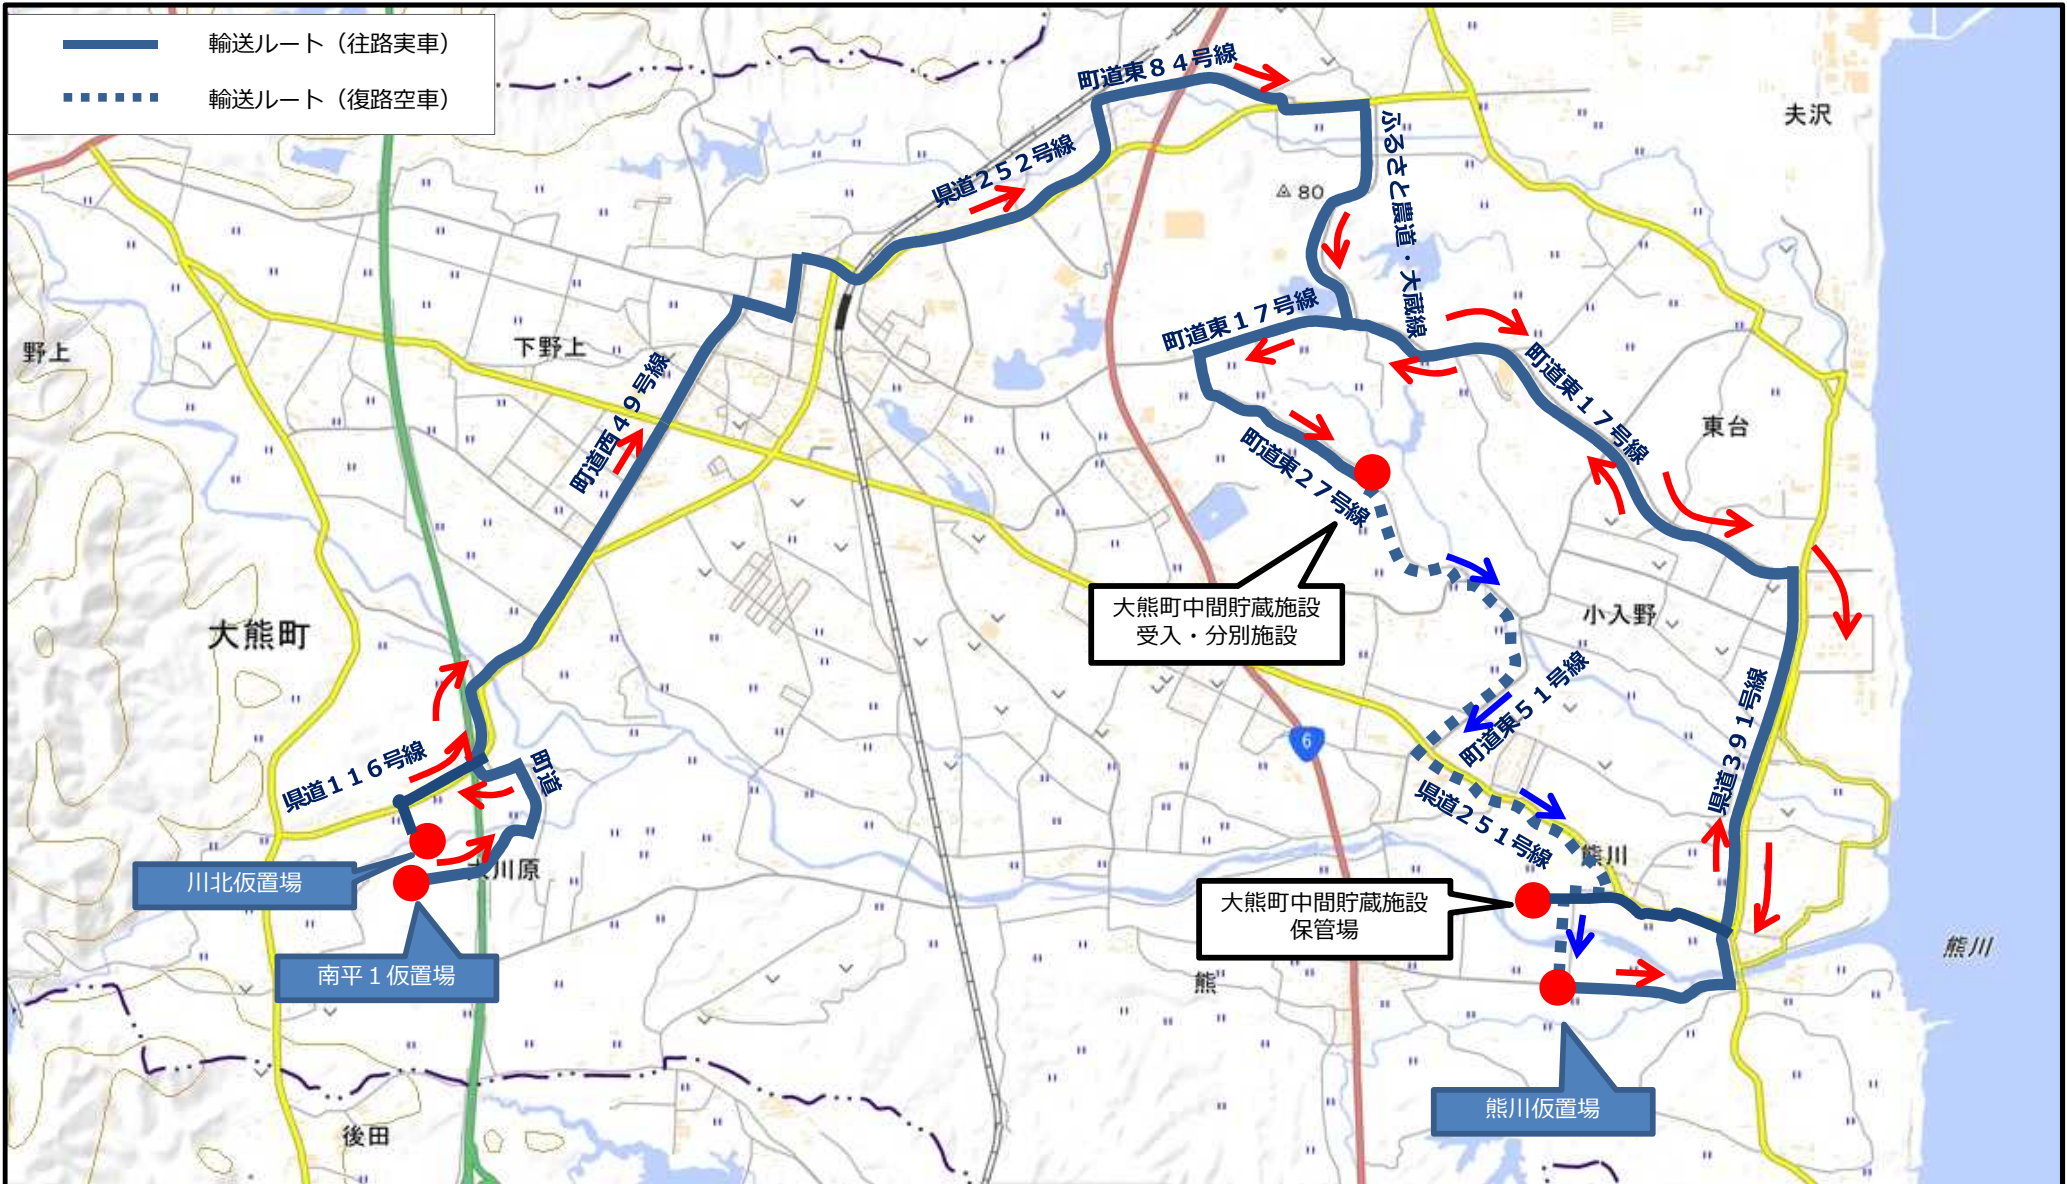 輸送ルート（往路実車）
輸送ルート（復路空車）
町道東８４号線
夫沢
県道２５２号線
ふるさと農道・大蔵線
80
町道東１７号線
野上
下野上
町道東１７号線
町道西４９号線
東台
町道東２７号線
大熊町中間貯蔵施設
受入・分別施設
小入野
大熊町
町道東５１号線
県道３９１号線
6
県道１１６号線
町道
県道２５１号線
熊川
大川原
川北仮置場
大熊町中間貯蔵施設
保管場
南平１仮置場
熊
熊川
熊川仮置場
後田